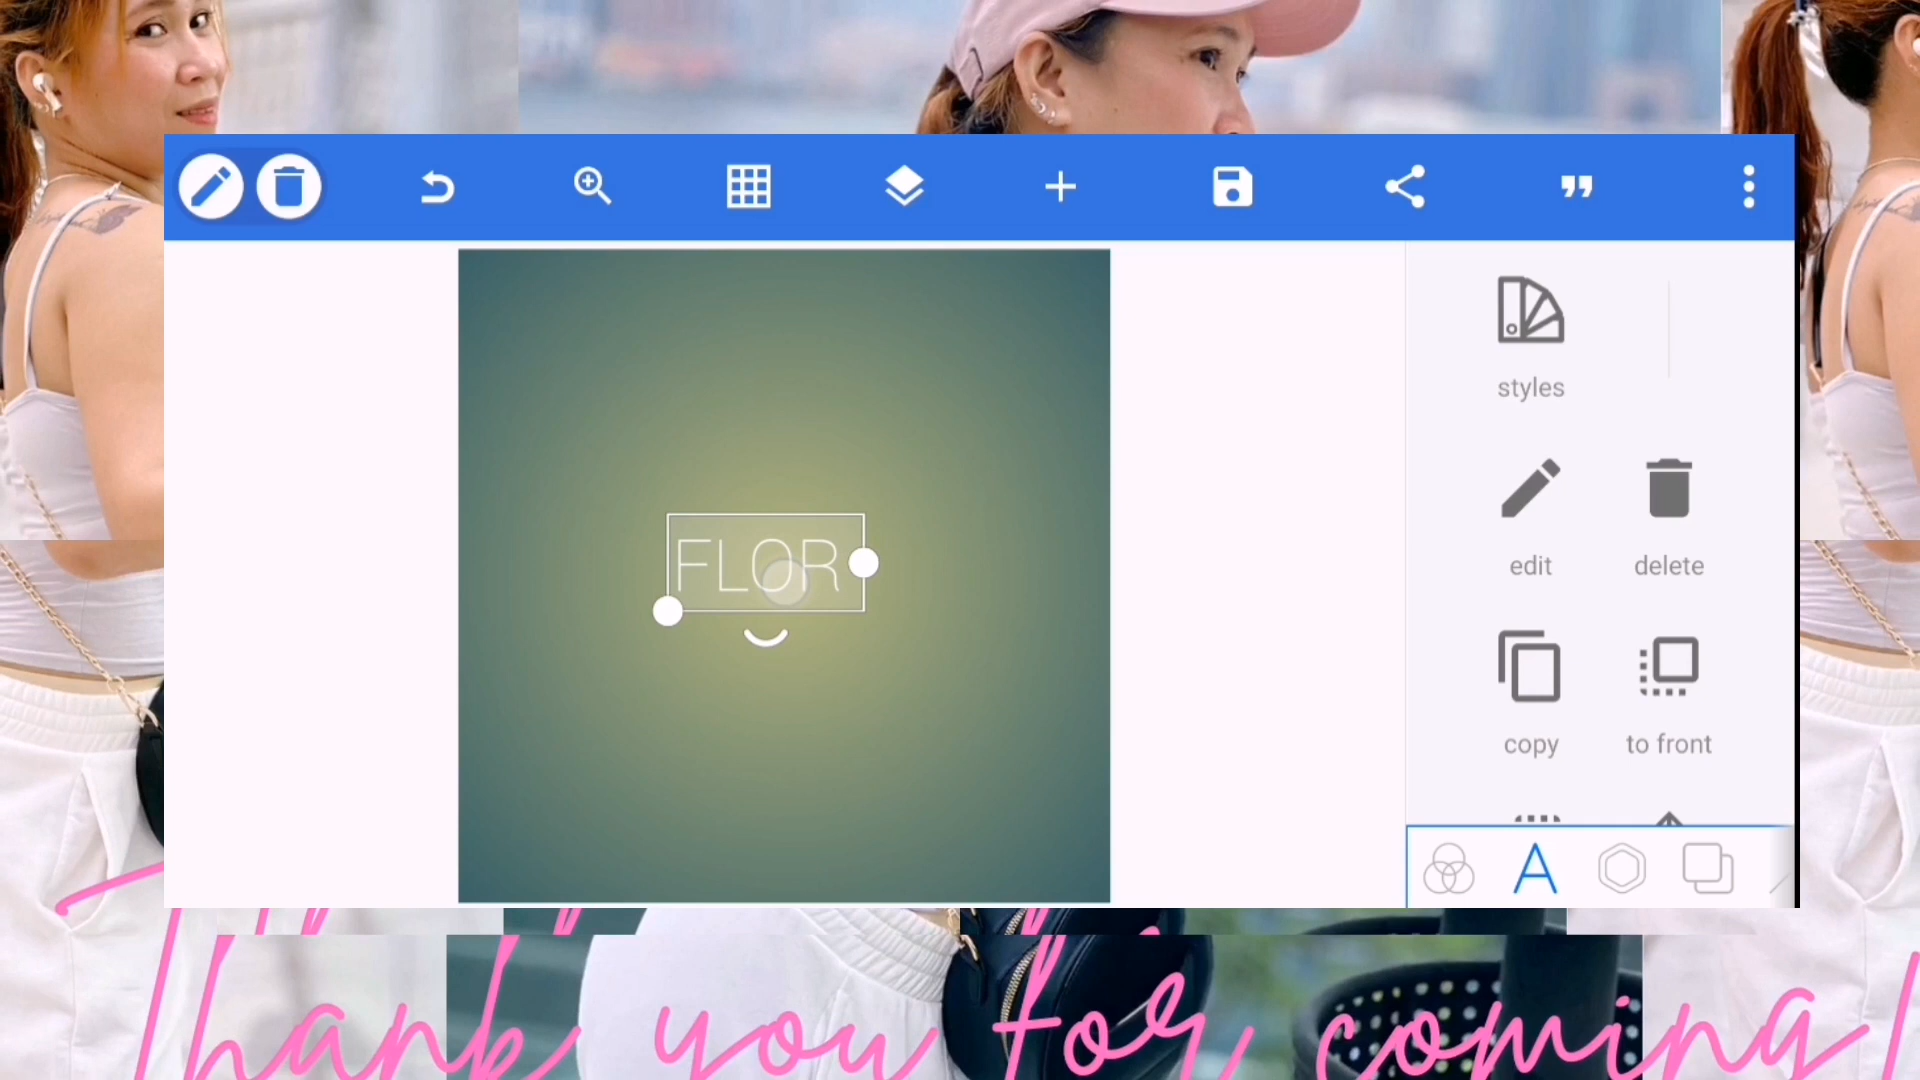 styles
FLOR
edit
delete
copy
to front
Thank you for coming!